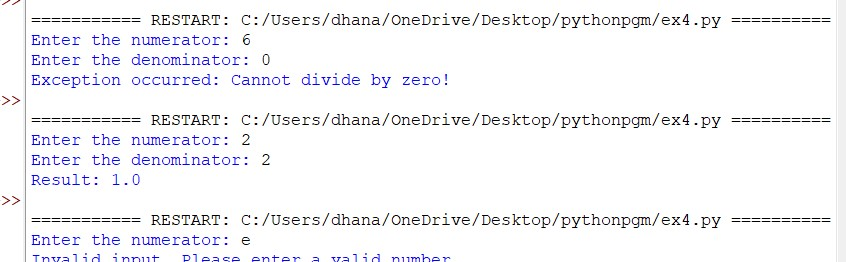 >>
=========== RESTART: C:/Users/dhana/OneDrive/Desktop/pythonpgm/ex4.py ==========
Enter the numerator: 6
Enter the denominator: 0
Exception occurred: Cannot divide by zero!
>>
=========== RESTART: C:/Users/dhana/OneDrive/Desktop/pythonpgm/ex4.py ==========
Enter the numerator: 2
Enter the denominator: 2
Result: 1.0
>>
=========== RESTART: C:/Users/dhana/OneDrive/Desktop/pythonpgm/ex4.py ==========
Enter the numerator: e
Invalid input. Please enter a valid number